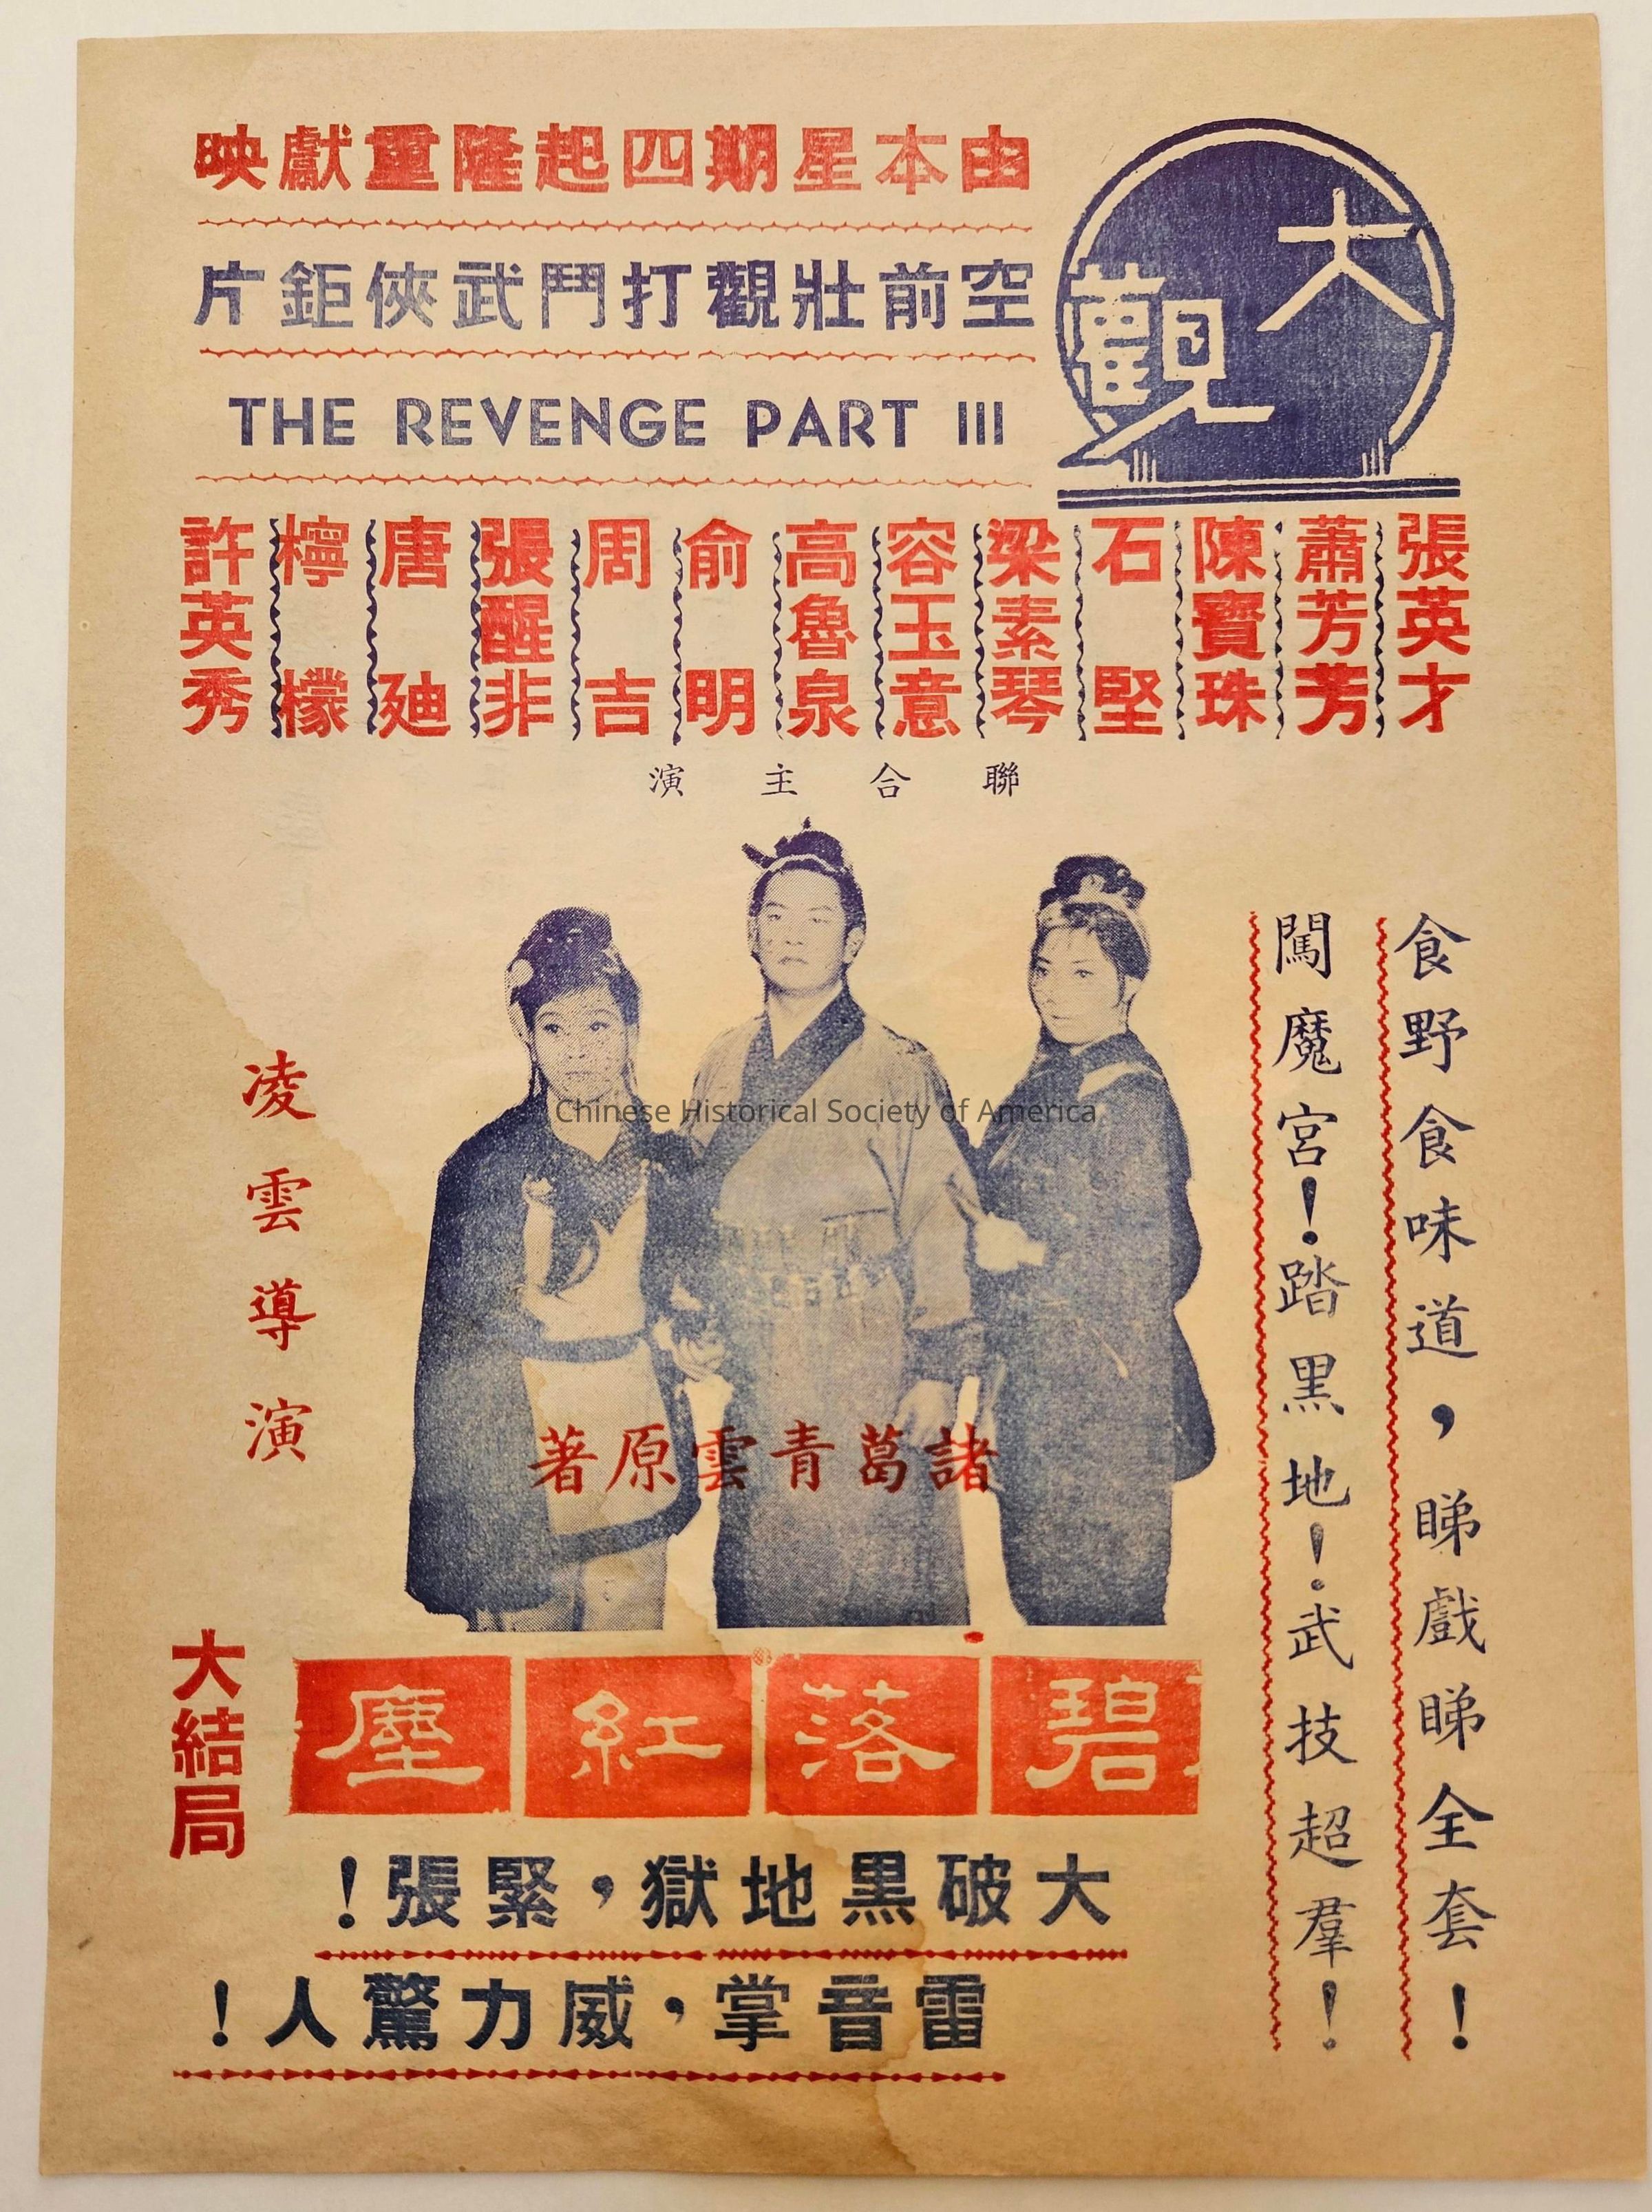 大觀
由本星期四起隆重獻映
空前壯觀打鬥武俠鉅片
THE REVENGE PART III
張英才
蕭芳芳
陳寶珠
石堅
梁素琴
容玉意
高魯泉
俞明
周吉
張醒非
唐廸
檸檬
許英秀
聯合主演
食野食味道，睇戲睇全套！
闖魔宮！踏黑地！武技超羣！
Chinese Historical Society of America
諸葛青雲原著
凌雲導演
碧落紅塵
大結局
大破黑地獄，緊張！
雷音掌，威力驚人！